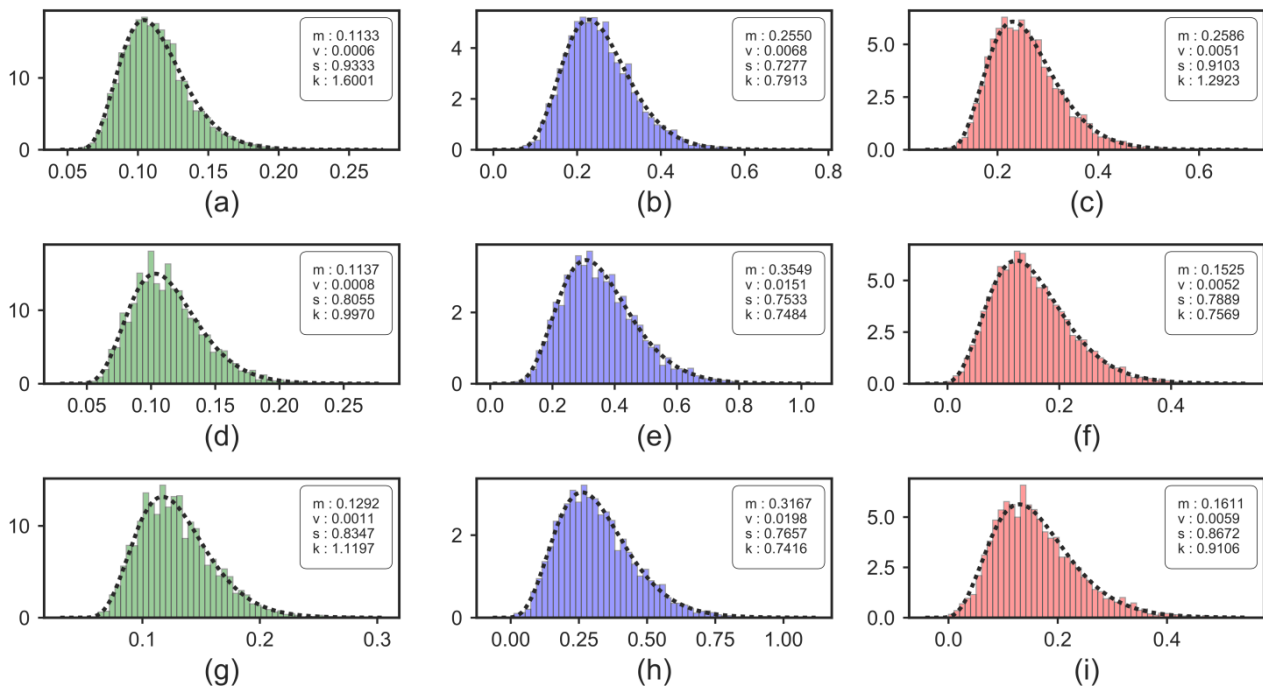 m : 0.1133
v : 0.0006
s : 0.9333
k : 1.6001
10
0
0.05 0.10 0.15 0.20 0.25
(a)
m : 0.2550
v : 0.0068
s : 0.7277
k : 0.7913
4
2
0
0.0 0.2 0.4 0.6 0.8
(b)
m : 0.2586
v : 0.0051
s : 0.9103
k : 1.2923
5.0
2.5
0.0
0.2 0.4 0.6
(c)
m : 0.1137
v : 0.0008
s : 0.8055
k : 0.9970
10
0
0.05 0.10 0.15 0.20 0.25
(d)
m : 0.3549
v : 0.0151
s : 0.7533
k : 0.7484
2
0
0.0 0.2 0.4 0.6 0.8 1.0
(e)
m : 0.1525
v : 0.0052
s : 0.7889
k : 0.7569
5.0
2.5
0.0
0.0 0.2 0.4
(f)
m : 0.1292
v : 0.0011
s : 0.8347
k : 1.1197
10
0
0.1 0.2 0.3
(g)
m : 0.3167
v : 0.0198
s : 0.7657
k : 0.7416
2
0
0.00 0.25 0.50 0.75 1.00
(h)
m : 0.1611
v : 0.0059
s : 0.8672
k : 0.9106
5.0
2.5
0.0
0.0 0.2 0.4
(i)